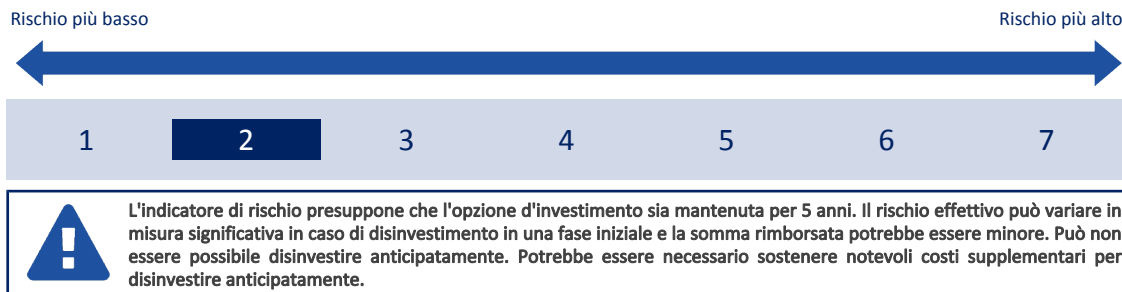 Rischio più basso Rischio più alto
1 2 3 4 5 6 7
L'indicatore di rischio presuppone che l'opzione d'investimento sia mantenuta per 5 anni. Il rischio effettivo può variare in
misura significativa in caso di disinvestimento in una fase iniziale e la somma rimborsata potrebbe essere minore. Può non
essere possibile disinvestire anticipatamente. Potrebbe essere necessario sostenere notevoli costi supplementari per
disinvestire anticipatamente.